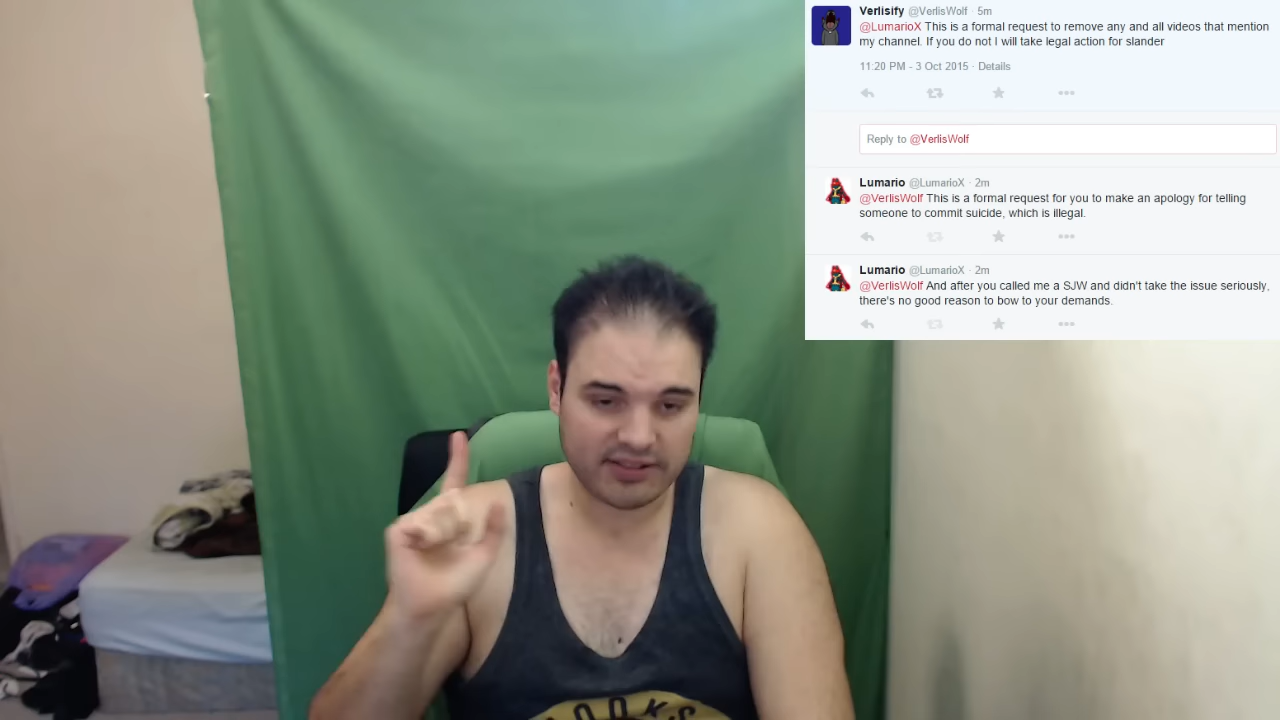 Verlisify @VerlisWolf · 5m
@LumarioX This is a formal request to remove any and all videos that mention
my channel. If you do not I will take legal action for slander
11:20 PM - 3 Oct 2015 · Details
Reply to @VerlisWolf
Lumario @LumarioX · 2m
@VerlisWolf This is a formal request for you to make an apology for telling
someone to commit suicide, which is illegal.
Lumario @LumarioX · 2m
@VerlisWolf And after you called me a SJW and didn't take the issue seriously,
there's no good reason to bow to your demands.